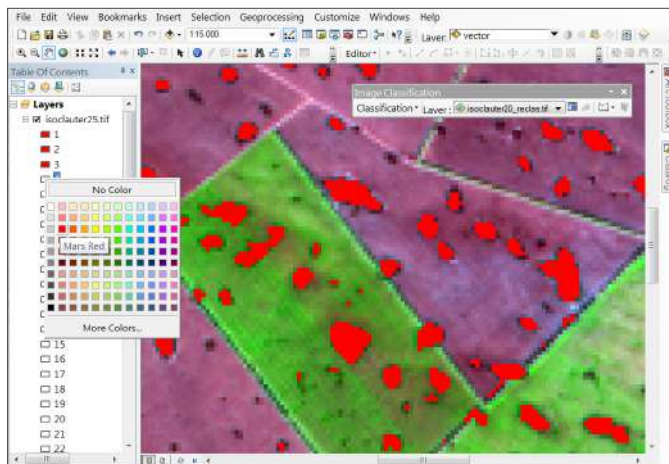 File Edit View Bookmarks Insert Selection Geoprocessing Customize Windows Help
1:15 000
Layer: vector
Editor
Table Of Contents
Image Classification
Classification Layer: isoclauter20_reclas.tif
Layers
isoclauter25.tif
1
2
3
No Color
Mars Red
More Colors...
15
16
17
18
19
20
21
22